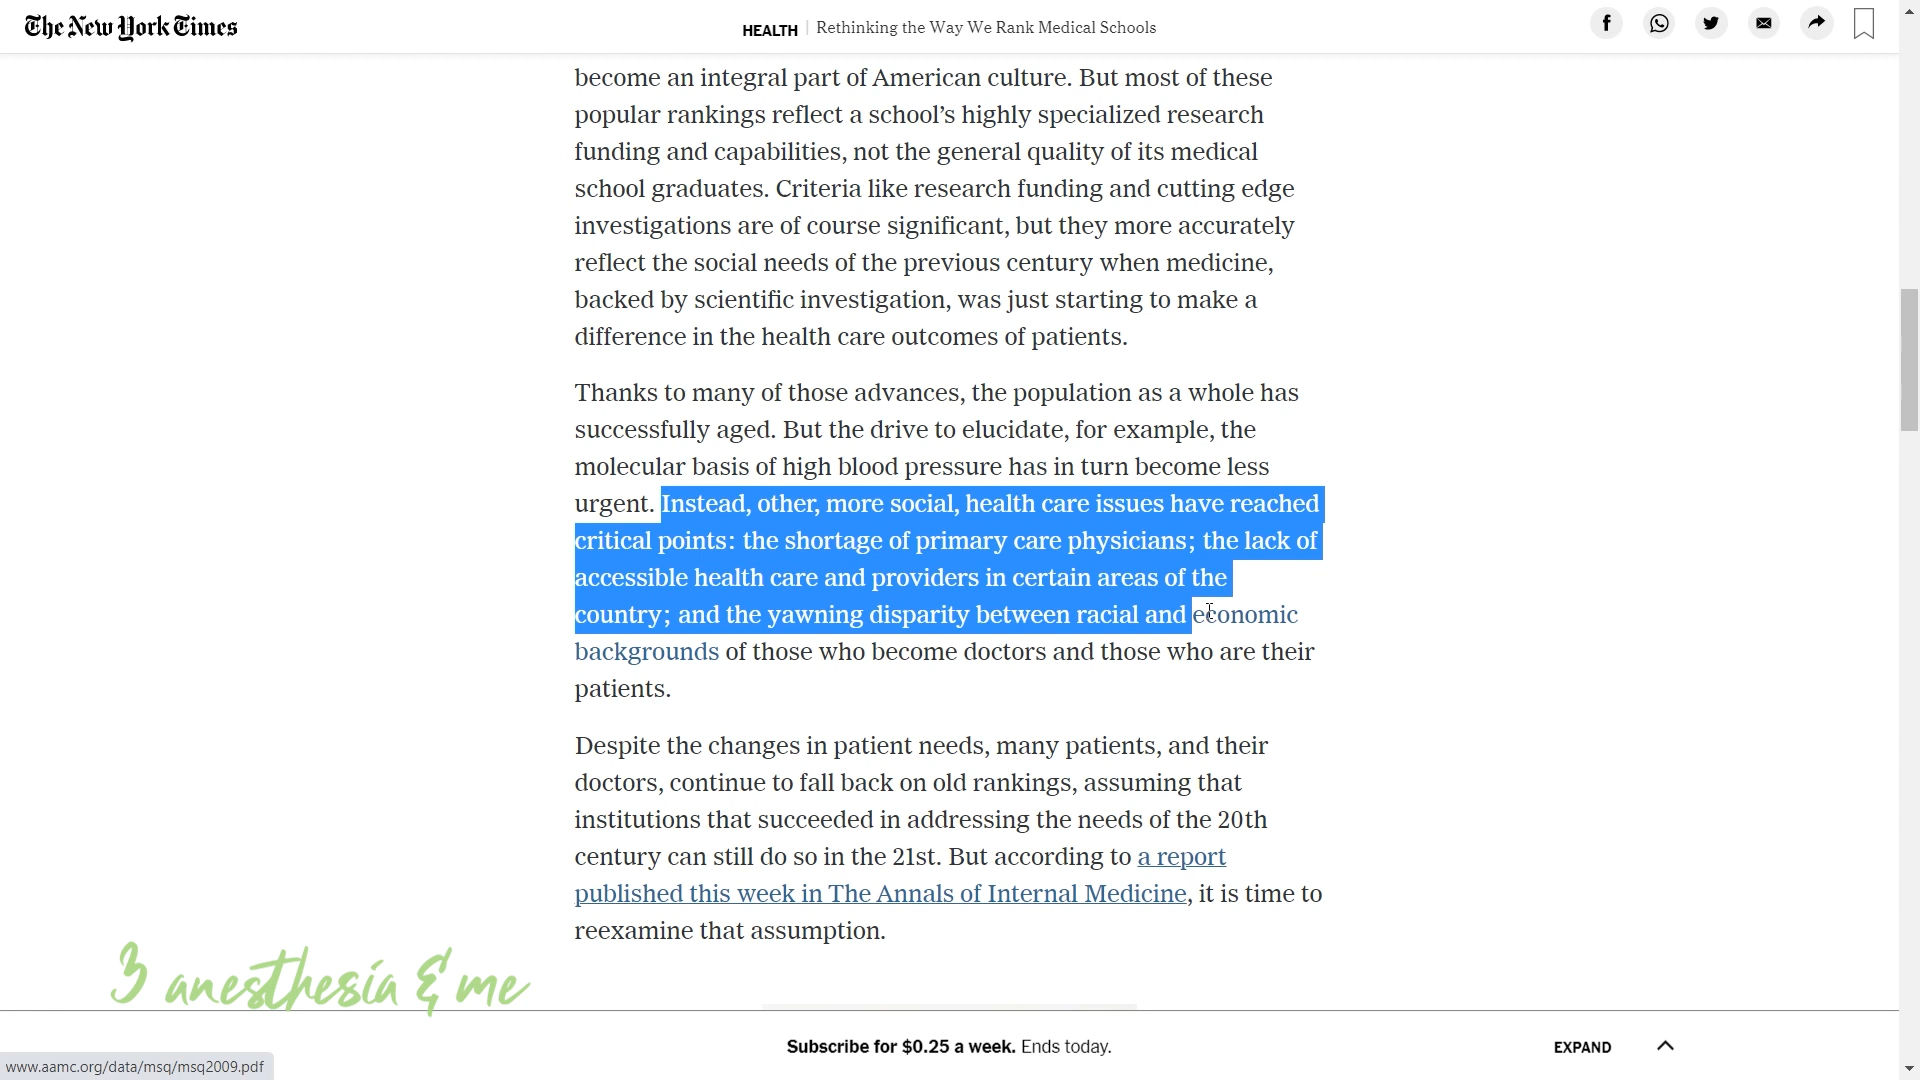 The New York Times
HEALTH | Rethinking the Way We Rank Medical Schools
become an integral part of American culture. But most of these
popular rankings reflect a school’s highly specialized research
funding and capabilities, not the general quality of its medical
school graduates. Criteria like research funding and cutting edge
investigations are of course significant, but they more accurately
reflect the social needs of the previous century when medicine,
backed by scientific investigation, was just starting to make a
difference in the health care outcomes of patients.
Thanks to many of those advances, the population as a whole has
successfully aged. But the drive to elucidate, for example, the
molecular basis of high blood pressure has in turn become less
urgent. Instead, other, more social, health care issues have reached
critical points: the shortage of primary care physicians; the lack of
accessible health care and providers in certain areas of the
country; and the yawning disparity between racial and economic
backgrounds of those who become doctors and those who are their
patients.
Despite the changes in patient needs, many patients, and their
doctors, continue to fall back on old rankings, assuming that
institutions that succeeded in addressing the needs of the 20th
century can still do so in the 21st. But according to a report
published this week in The Annals of Internal Medicine, it is time to
reexamine that assumption.
3 anesthesia & me
Subscribe for $0.25 a week. Ends today.
EXPAND
www.aamc.org/data/msq/msq2009.pdf